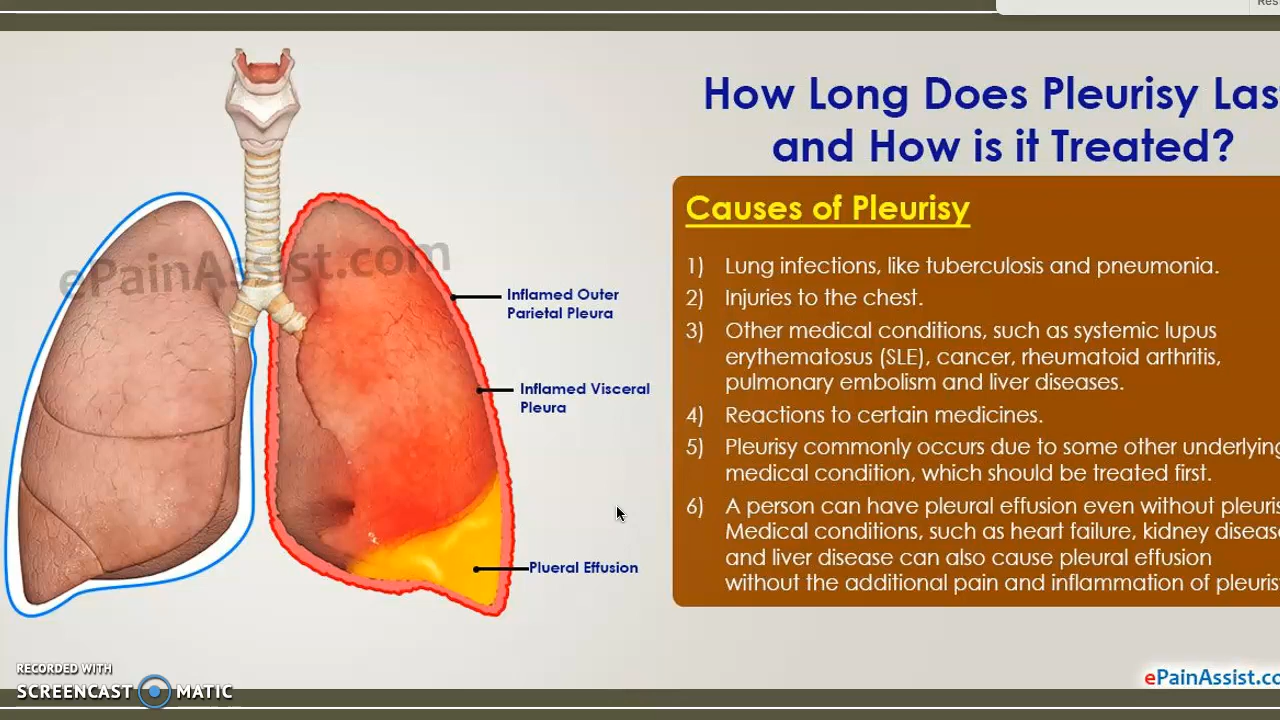 Res
How Long Does Pleurisy Las
and How is it Treated?
Causes of Pleurisy
1) Lung infections, like tuberculosis and pneumonia.
2) Injuries to the chest.
3) Other medical conditions, such as systemic lupus
erythematosus (SLE), cancer, rheumatoid arthritis,
pulmonary embolism and liver diseases.
4) Reactions to certain medicines.
5) Pleurisy commonly occurs due to some other underlying
medical condition, which should be treated first.
6) A person can have pleural effusion even without pleuris
Medical conditions, such as heart failure, kidney disease
and liver disease can also cause pleural effusion
without the additional pain and inflammation of pleuris
ePainAssist.com
Inflamed Outer
Parietal Pleura
Inflamed Visceral
Pleura
Plueral Effusion
RECORDED WITH
SCREENCAST MATIC
ePainAssist.co